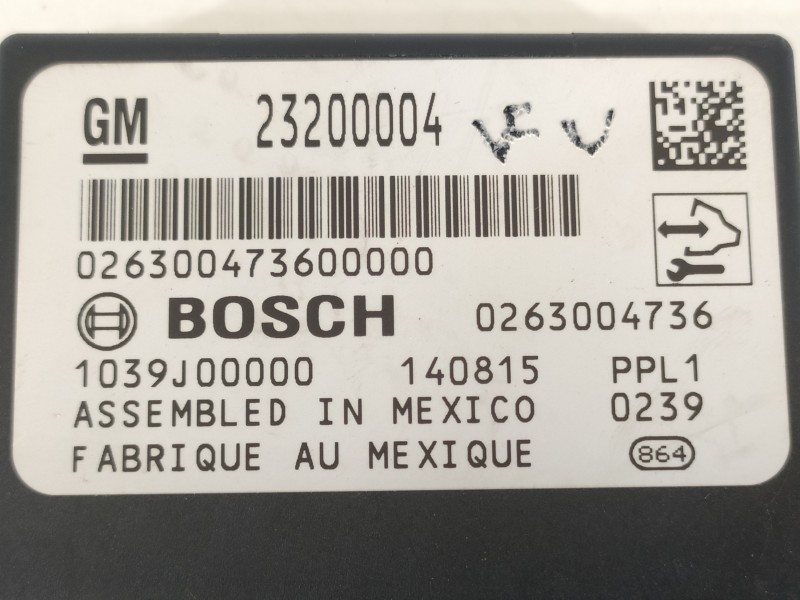 GM 23200004
026300473600000
BOSCH 0263004736
1039J00000 140815 PPL1
ASSEMBLED IN MEXICO 0239
FABRIQUE AU MEXIQUE 864